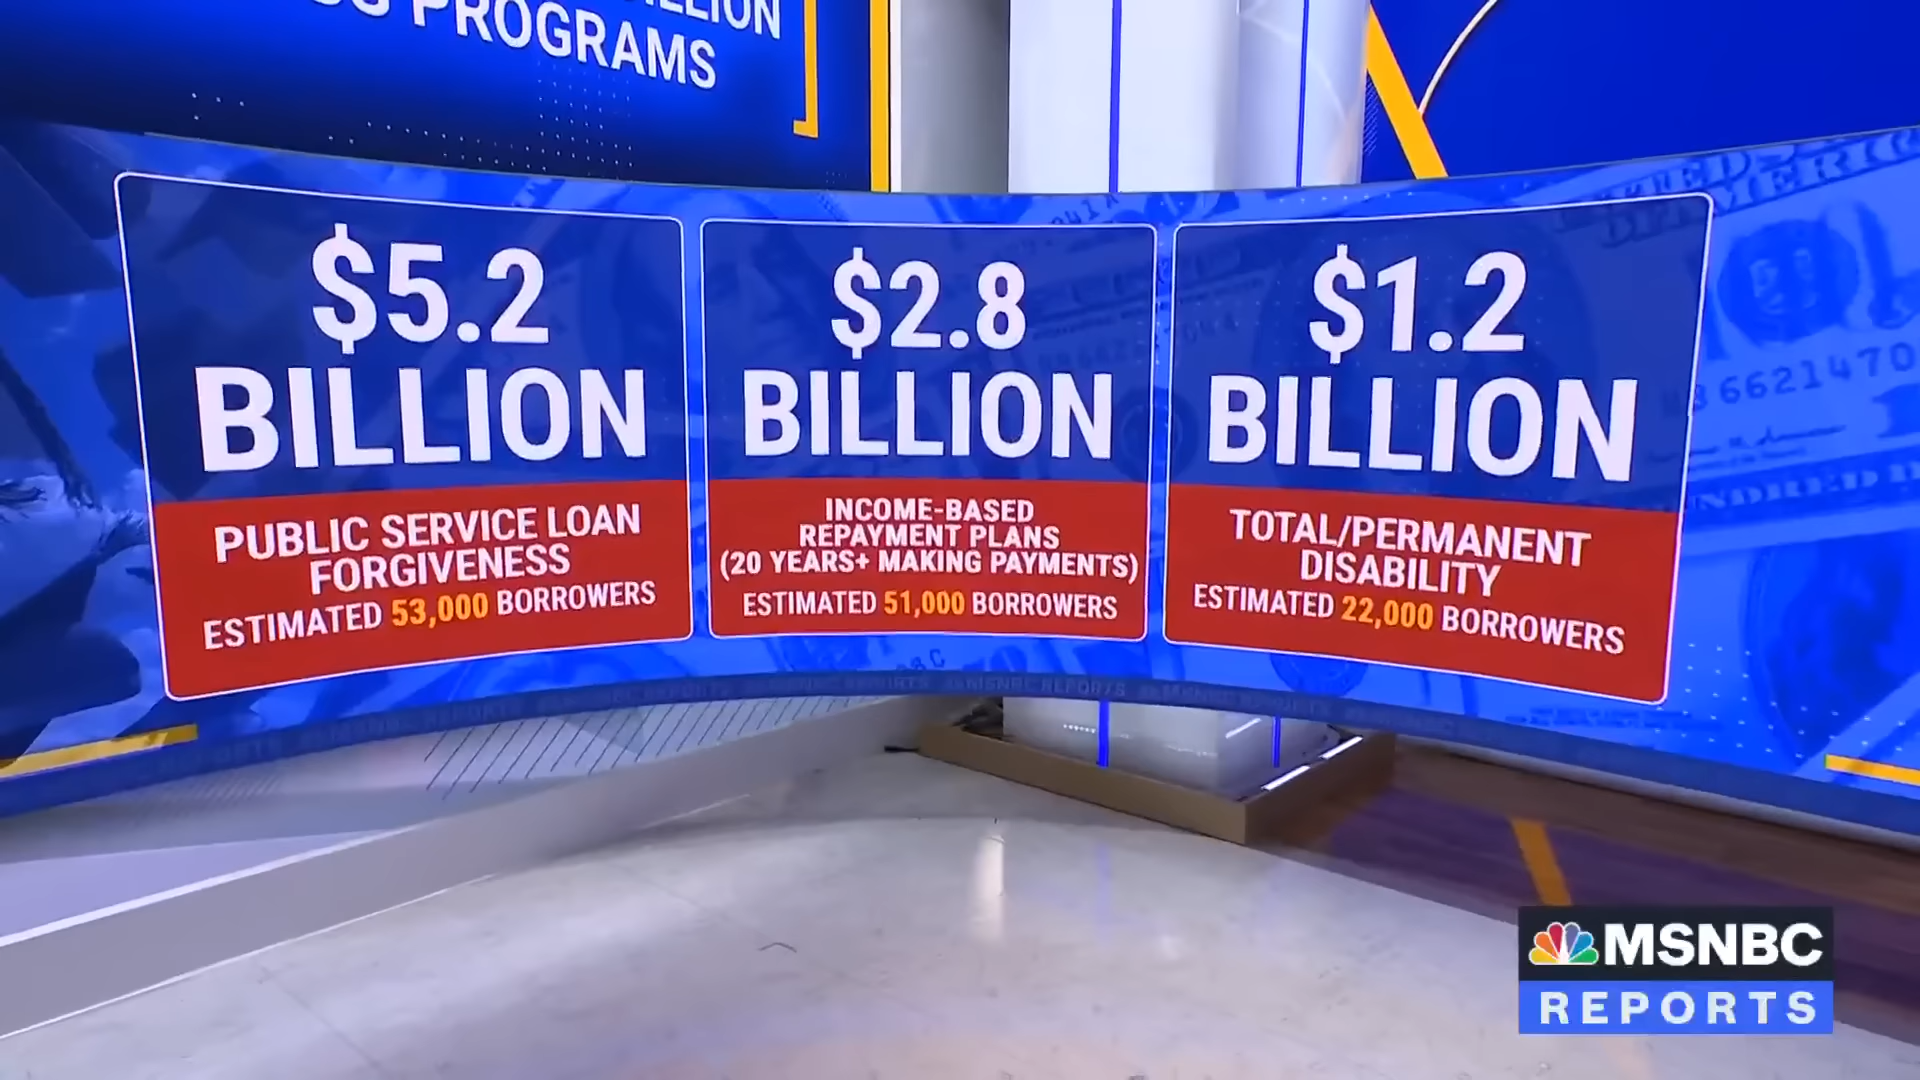 PROGRAMS
$5.2
BILLION
PUBLIC SERVICE LOAN
FORGIVENESS
ESTIMATED 53,000 BORROWERS
$2.8
BILLION
INCOME-BASED
REPAYMENT PLANS
(20 YEARS+ MAKING PAYMENTS)
ESTIMATED 51,000 BORROWERS
$1.2
BILLION
TOTAL/PERMANENT
DISABILITY
ESTIMATED 22,000 BORROWERS
MSNBC REPORTS
MSNBC
REPORTS